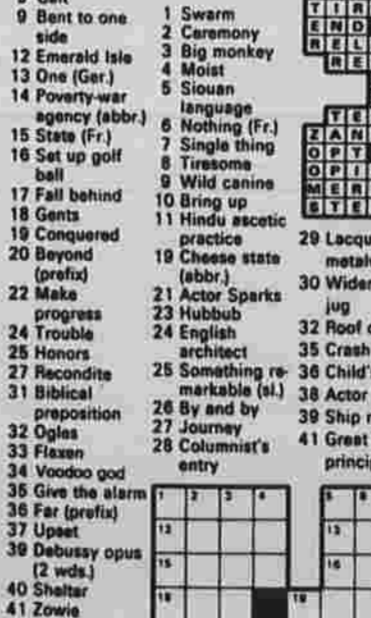 9 Bent to one
side
12 Emerald Isle
13 One (Ger.)
14 Poverty-war
agency (abbr.)
15 State (Fr.)
16 Set up golf
ball
17 Fall behind
18 Gents
19 Conquered
20 Beyond
(prefix)
22 Make
progress
24 Trouble
25 Honors
27 Recondite
31 Biblical
preposition
32 Ogles
33 Flaxen
34 Voodoo god
35 Give the alarm
36 Far (prefix)
37 Upset
39 Debussy opus
(2 wds.)
40 Shelter
41 Zowie
1 Swarm
2 Ceremony
3 Big monkey
4 Moist
5 Siouan
language
6 Nothing (Fr.)
7 Single thing
8 Tiresome
9 Wild canine
10 Bring up
11 Hindu ascetic
practice
19 Cheese state
(abbr.)
21 Actor Sparks
23 Hubbub
24 English
architect
25 Something re-
markable (sl.)
26 By and by
27 Journey
28 Columnist's
entry
T I R
E N D
R E L
R E
T E
Z A N
O P T
O P I
M E R
S T E
29 Lacqu
metal
30 Wide
jug
32 Roof
35 Crash
36 Child'
38 Actor
39 Ship
41 Great
princi
1 2 3 4 5 6
12 13
15 16
18 19